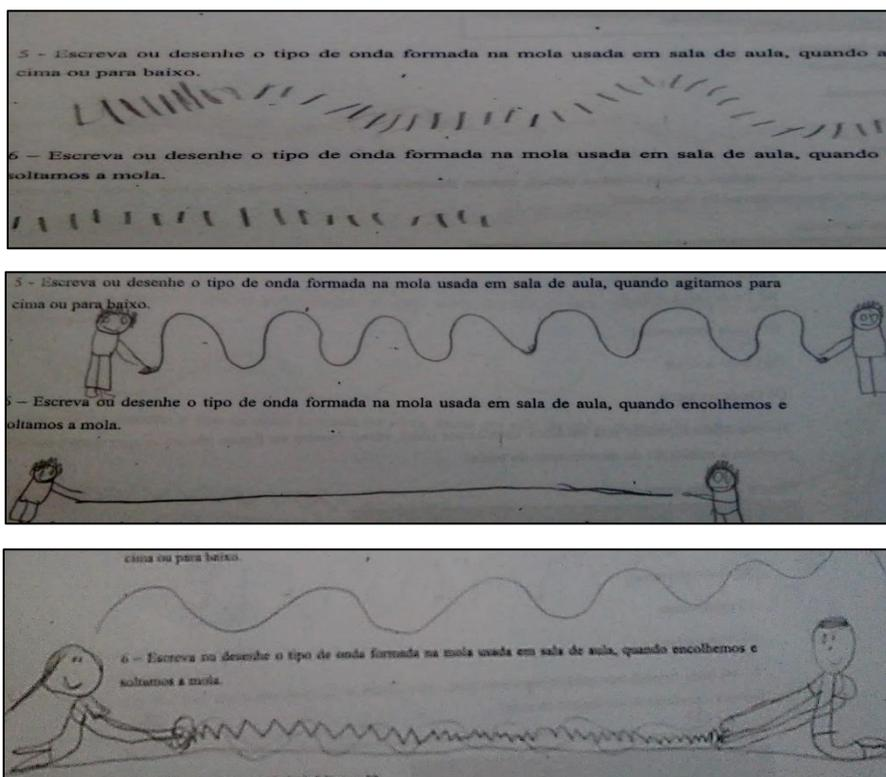 5 - Escreva ou desenhe o tipo de onda formada na mola usada em sala de aula, quando a
cima ou para baixo.
6 – Escreva ou desenhe o tipo de onda formada na mola usada em sala de aula, quando
soltamos a mola.
5 - Escreva ou desenhe o tipo de onda formada na mola usada em sala de aula, quando agitamos para
cima ou para baixo.
– Escreva ou desenhe o tipo de onda formada na mola usada em sala de aula, quando encolhemos e
oltamos a mola.
cima ou para baixo.
6 – Escreva ou desenhe o tipo de onda formada na mola usada em sala de aula, quando encolhemos e
soltamos a mola.